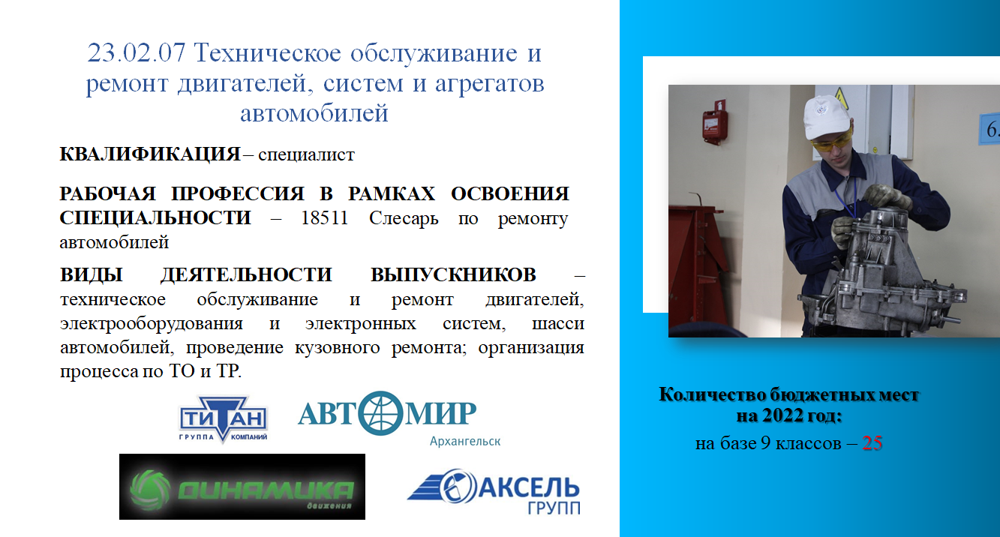 23.02.07 Техническое обслуживание и
ремонт двигателей, систем и агрегатов
автомобилей
КВАЛИФИКАЦИЯ – специалист
РАБОЧАЯ ПРОФЕССИЯ В РАМКАХ ОСВОЕНИЯ
СПЕЦИАЛЬНОСТИ – 18511 Слесарь по ремонту
автомобилей
ВИДЫ ДЕЯТЕЛЬНОСТИ ВЫПУСКНИКОВ –
техническое обслуживание и ремонт двигателей,
электрооборудования и электронных систем, шасси
автомобилей, проведение кузовного ремонта; организация
процесса по ТО и ТР.
ТИТАН
ГРУППА КОМПАНИЙ
АВТОМИР
Архангельск
ДИНАМИКА
движения
АКСЕЛЬ
ГРУПП
6.
Количество бюджетных мест
на 2022 год:
на базе 9 классов – 25